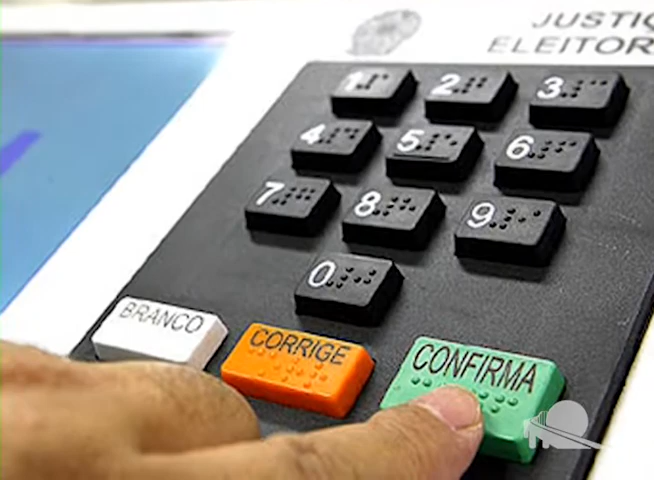 JUSTIÇ
ELEITOR
1 2 3
4 5 6
7 8 9
0
BRANCO CORRIGE CONFIRMA